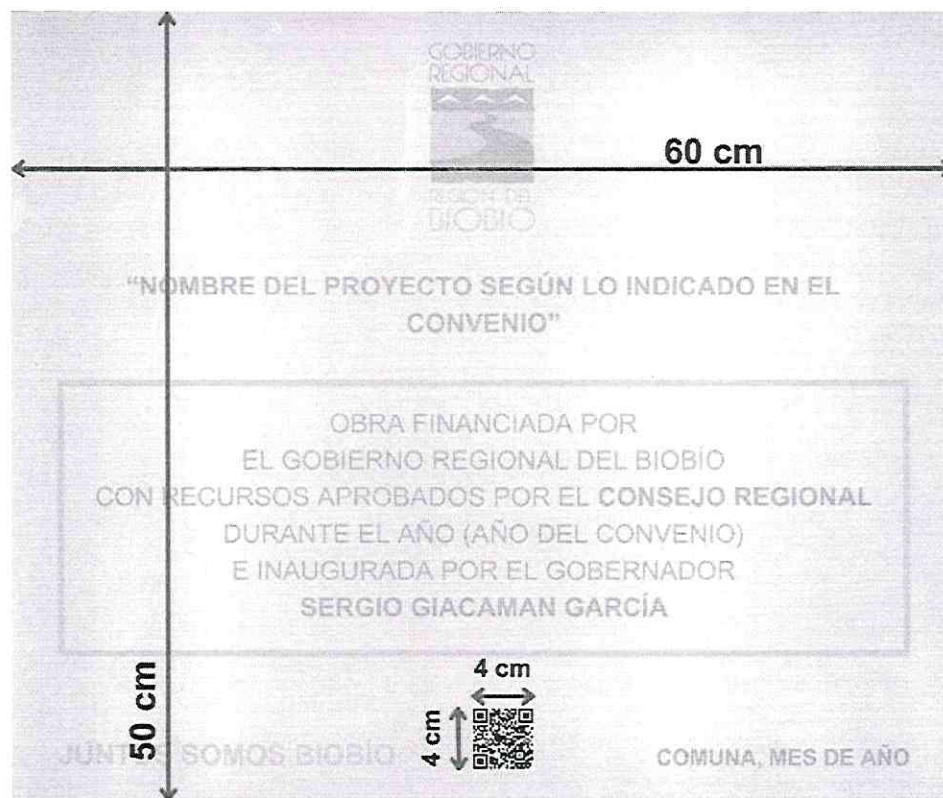 GOBIERNO
REGIONAL
60 cm
REGIÓN DEL
BIOBÍO
“NOMBRE DEL PROYECTO SEGÚN LO INDICADO EN EL
CONVENIO”
OBRA FINANCIADA POR
EL GOBIERNO REGIONAL DEL BIOBÍO
CON RECURSOS APROBADOS POR EL CONSEJO REGIONAL
DURANTE EL AÑO (AÑO DEL CONVENIO)
E INAUGURADA POR EL GOBERNADOR
SERGIO GIACAMAN GARCÍA
50 cm
4 cm
4 cm
JUNTOS SOMOS BIOBÍO
COMUNA, MES DE AÑO